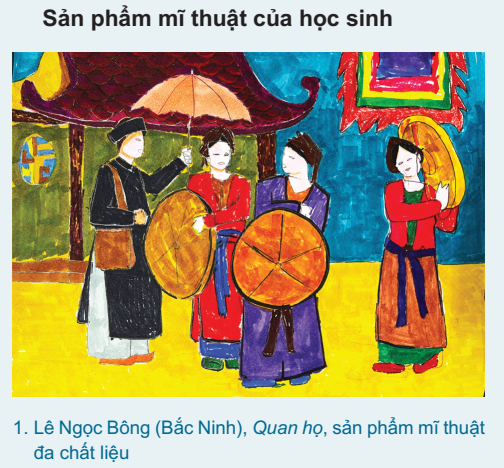 Sản phẩm mĩ thuật của học sinh
1. Lê Ngọc Bông (Bắc Ninh), Quan họ, sản phẩm mĩ thuật
đa chất liệu